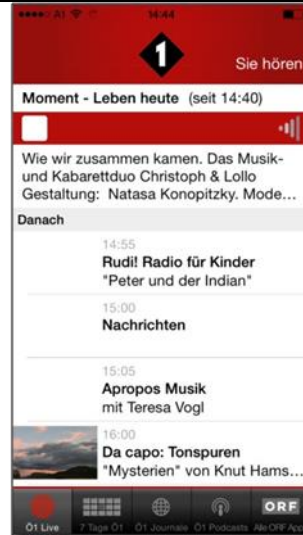 A1 14:44
1
Sie hören
Moment - Leben heute (seit 14:40)
Wie wir zusammen kamen. Das Musik-
und Kabarettduo Christoph & Lollo
Gestaltung: Natasa Konopitzky. Mode...
Danach
14:55
Rudi! Radio für Kinder
"Peter und der Indian"
15:00
Nachrichten
15:05
Apropos Musik
mit Teresa Vogl
16:00
Da capo: Tonspuren
"Mysterien" von Knut Hams...
ORF
Ö1 Live 7 Tage Ö1 Ö1 Journale Ö1 Podcasts Alle ORF App